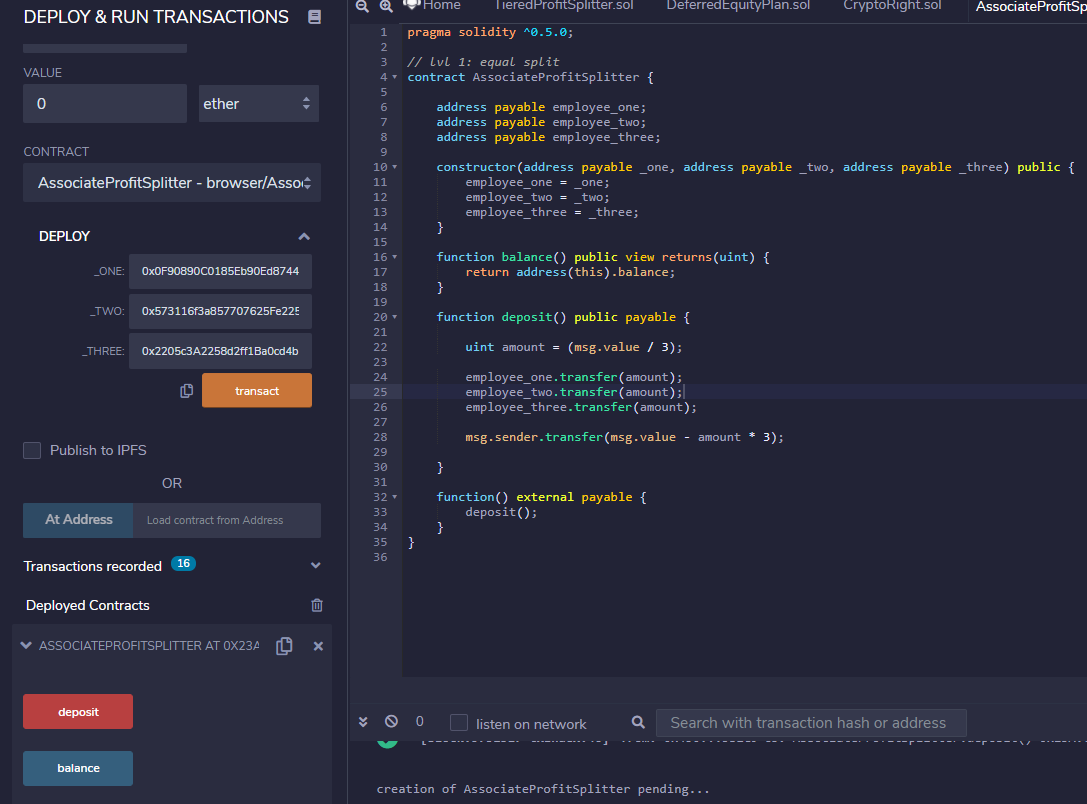 DEPLOY & RUN TRANSACTIONS
VALUE
0
ether
CONTRACT
AssociateProfitSplitter - browser/Asso
DEPLOY
_ONE:
0x0F90890C0185Eb90Ed8744
_TWO:
0x573116f3a857707625Fe225
_THREE:
0x2205c3A2258d2ff1Ba0cd4b
transact
Publish to IPFS
OR
At Address
Load contract from Address
Transactions recorded 16
Deployed Contracts
ASSOCIATEPROFITSPLITTER AT 0X23A
deposit
balance
Home
TieredProfitSplitter.sol
DeferredEquityPlan.sol
CryptoRight.sol
AssociateProfitSp
1 pragma solidity ^0.5.0;
2
3 // lvl 1: equal split
4 contract AssociateProfitSplitter {
5
6 address payable employee_one;
7 address payable employee_two;
8 address payable employee_three;
9
10 constructor(address payable _one, address payable _two, address payable _three) public {
11 employee_one = _one;
12 employee_two = _two;
13 employee_three = _three;
14 }
15
16 function balance() public view returns(uint) {
17 return address(this).balance;
18 }
19
20 function deposit() public payable {
21
22 uint amount = (msg.value / 3);
23
24 employee_one.transfer(amount);
25 employee_two.transfer(amount);
26 employee_three.transfer(amount);
27
28 msg.sender.transfer(msg.value - amount * 3);
29
30 }
31
32 function() external payable {
33 deposit();
34 }
35 }
36
0
listen on network
Search with transaction hash or address
creation of AssociateProfitSplitter pending...